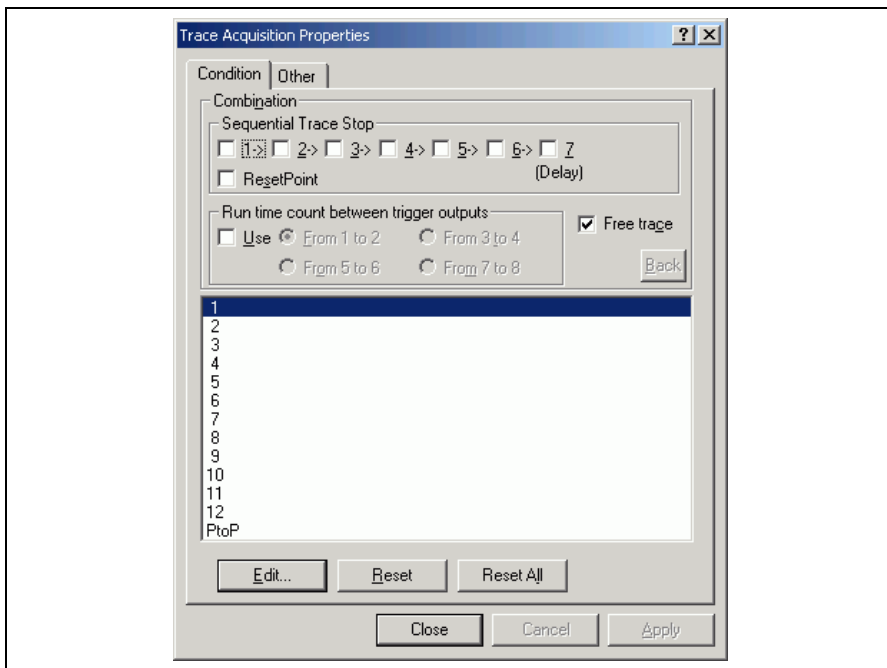 Trace Acquisition Properties
Condition Other
Combination
Sequential Trace Stop
1-> 2-> 3-> 4-> 5-> 6-> 7
(Delay)
ResetPoint
Run time count between trigger outputs
Use From 1 to 2 From 3 to 4
From 5 to 6 From 7 to 8
Free trace
Back
1
2
3
4
5
6
7
8
9
10
11
12
PtoP
Edit... Reset Reset All
Close Cancel Apply